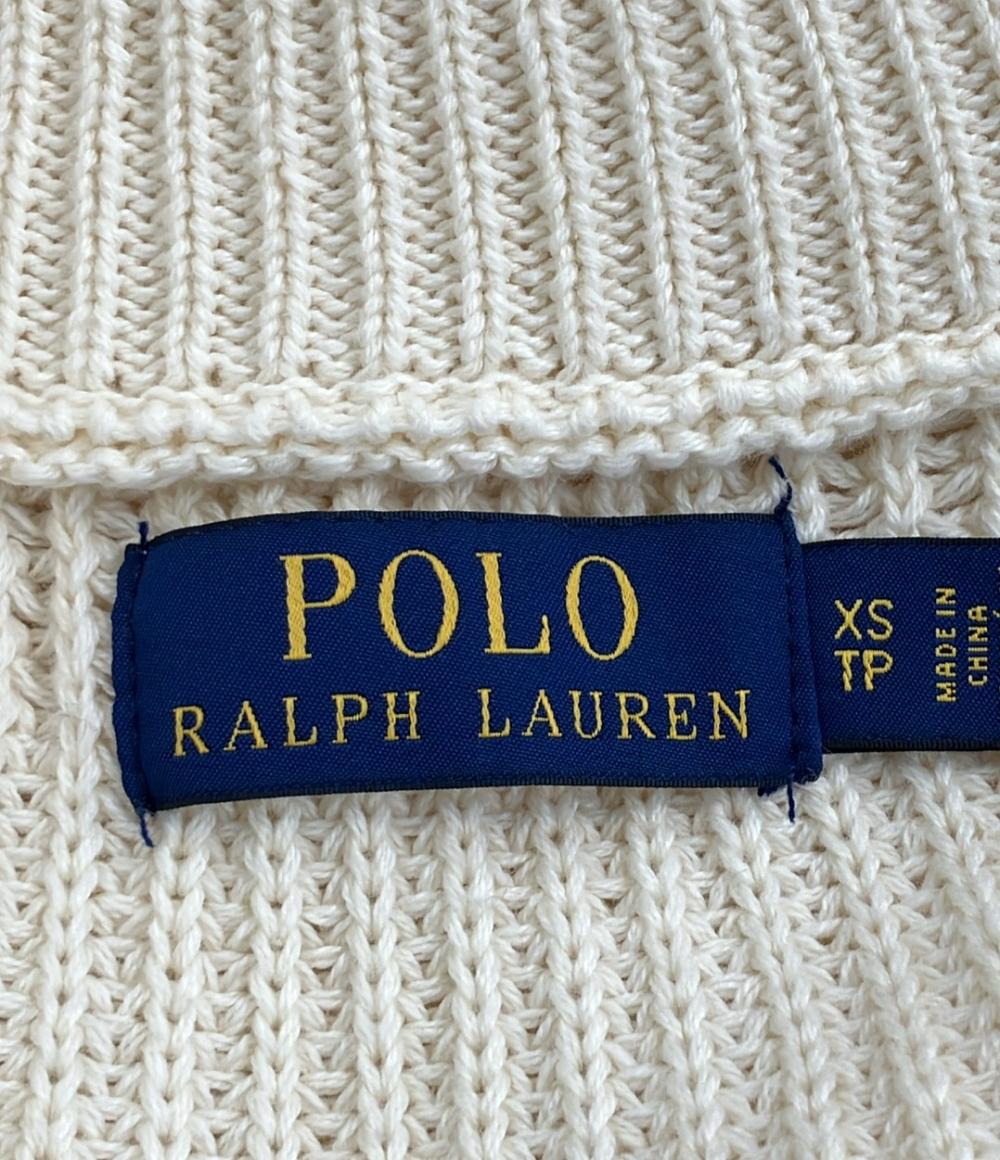 POLO
RALPH LAUREN
XS
TP
MADE IN
CHINA